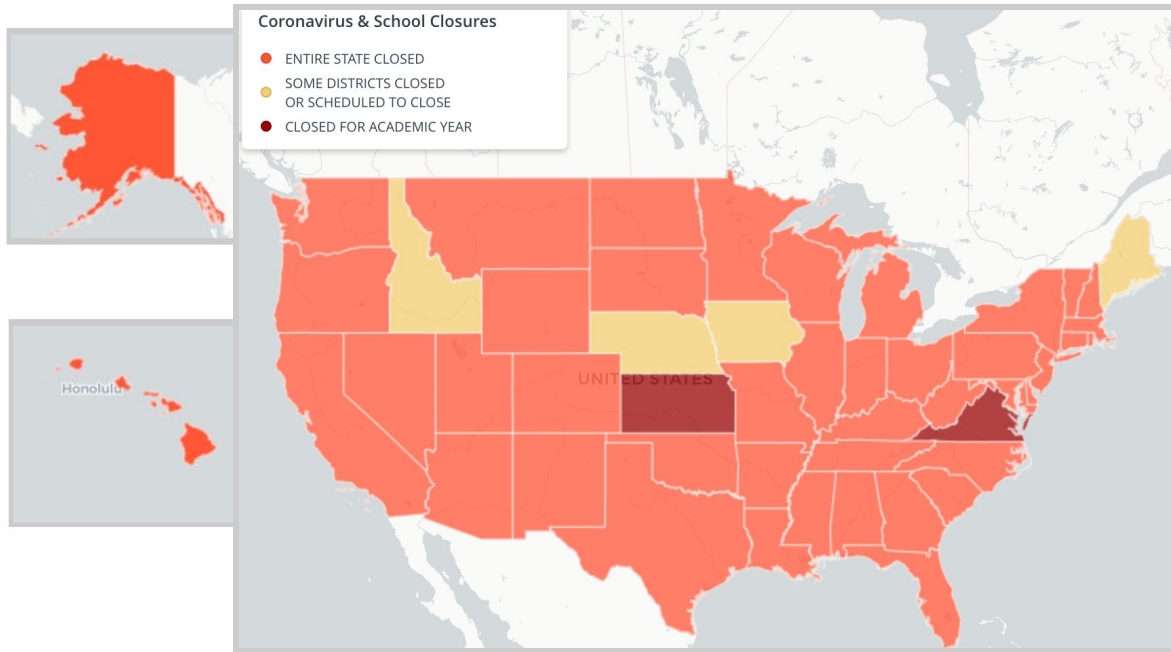 Coronavirus & School Closures
ENTIRE STATE CLOSED
SOME DISTRICTS CLOSED
OR SCHEDULED TO CLOSE
CLOSED FOR ACADEMIC YEAR
Honolulu
UNITED STATES